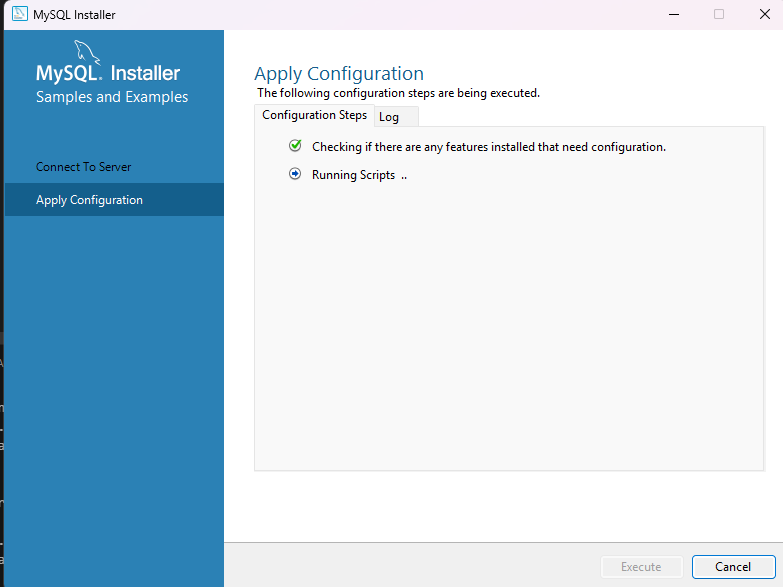 MySQL Installer
MySQL. Installer
Samples and Examples
Connect To Server
Apply Configuration
Apply Configuration
The following configuration steps are being executed.
Configuration Steps
Log
Checking if there are any features installed that need configuration.
Running Scripts ..
Execute
Cancel